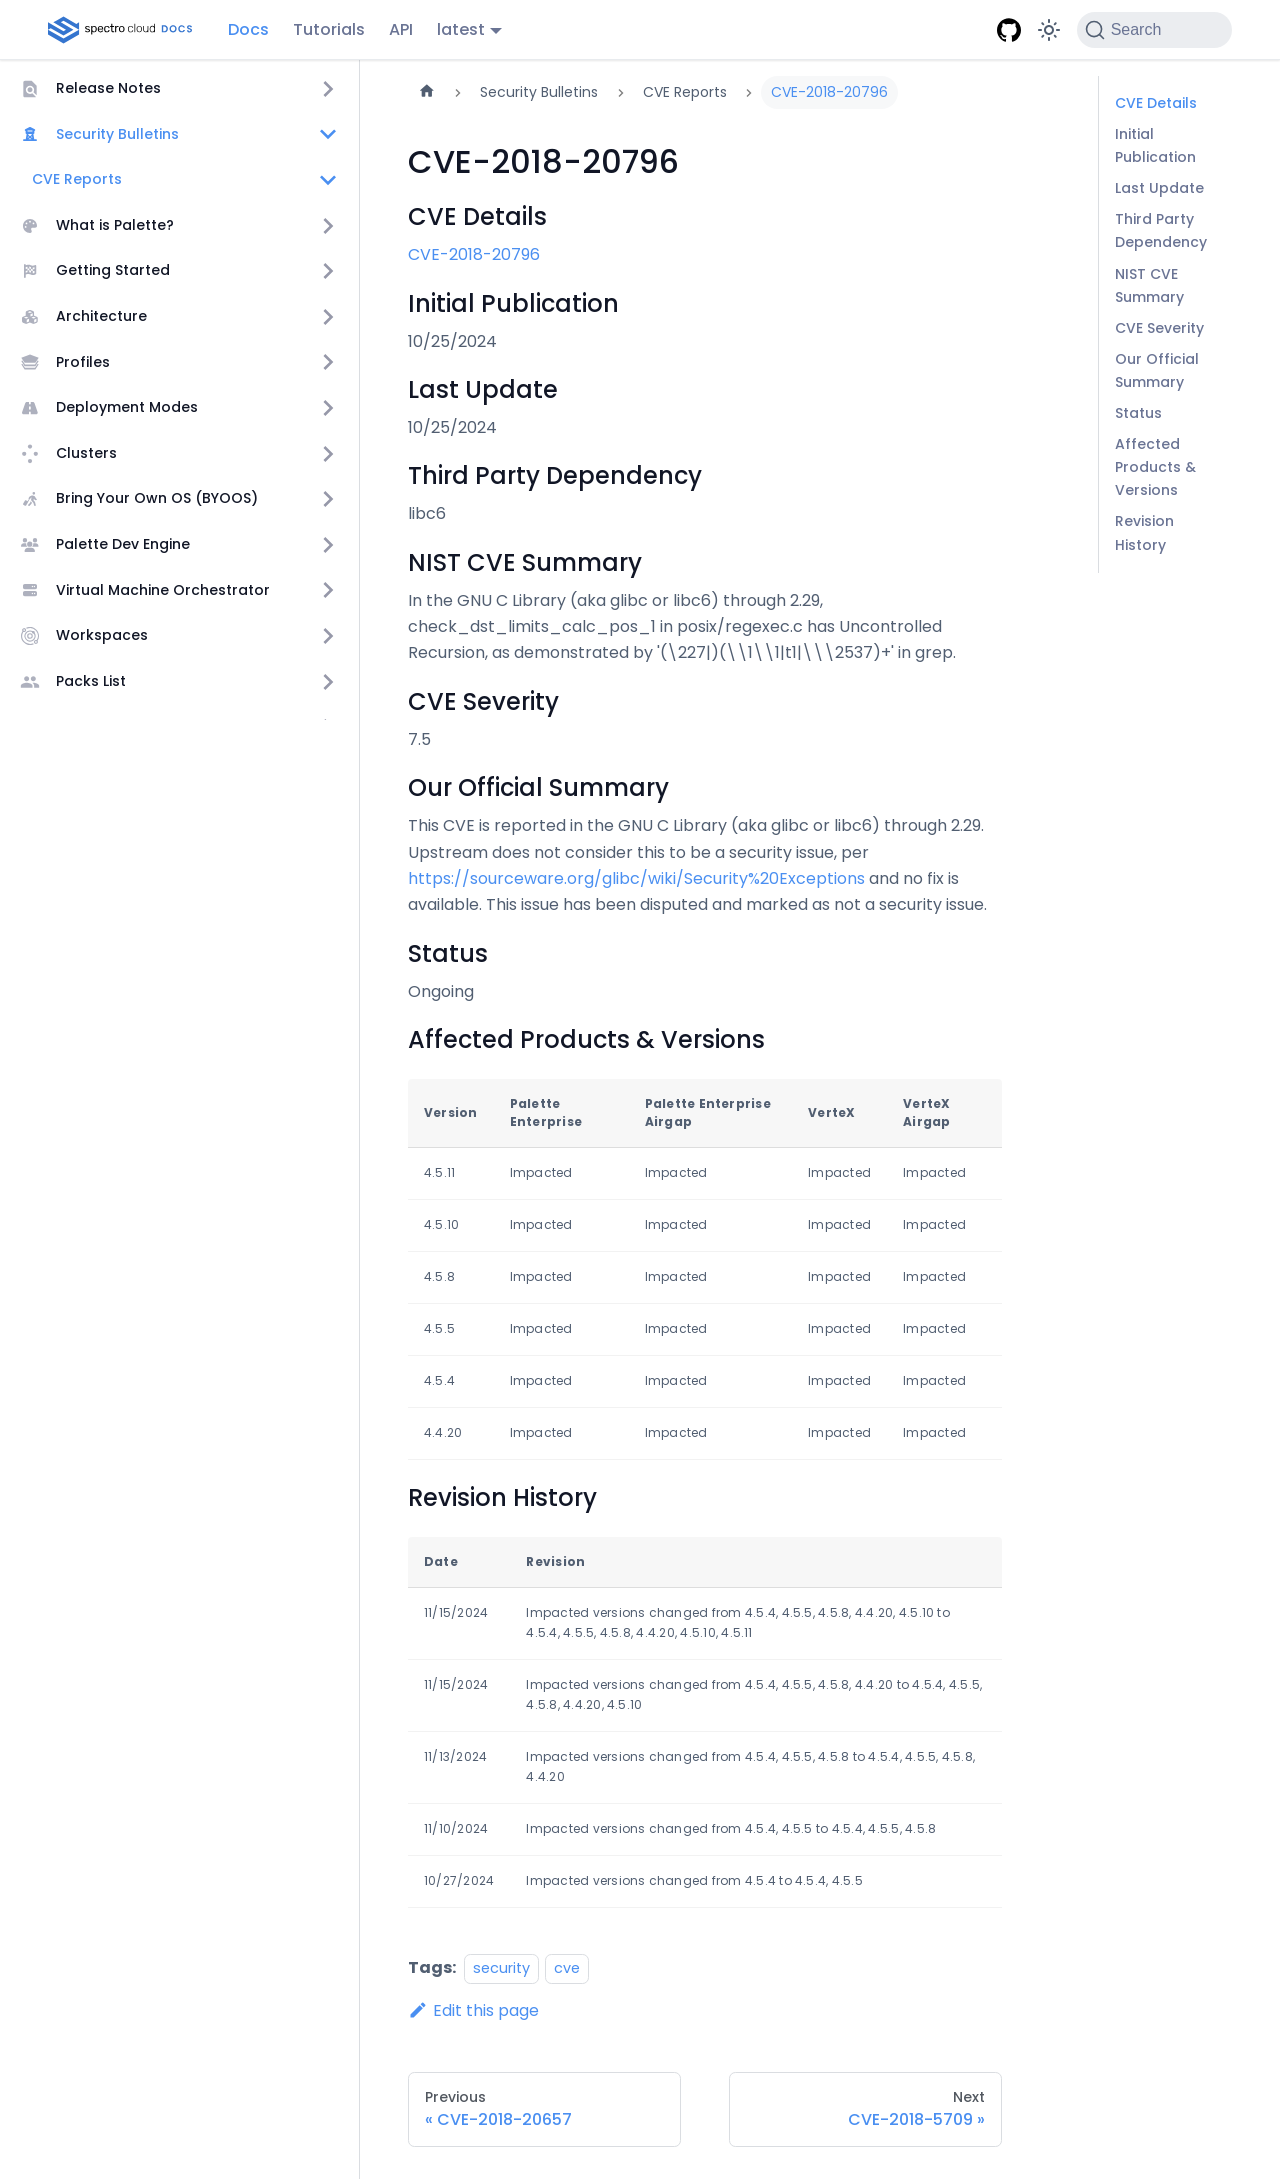 spectro cloud DOCS Docs Tutorials API latest Search
Release Notes
Security Bulletins
CVE Reports
What is Palette?
Getting Started
Architecture
Profiles
Deployment Modes
Clusters
Bring Your Own OS (BYOOS)
Palette Dev Engine
Virtual Machine Orchestrator
Workspaces
Packs List
Security Bulletins CVE Reports CVE-2018-20796
CVE-2018-20796
CVE Details
CVE-2018-20796
Initial Publication
10/25/2024
Last Update
10/25/2024
Third Party Dependency
libc6
NIST CVE Summary
In the GNU C Library (aka glibc or libc6) through 2.29,
check_dst_limits_calc_pos_1 in posix/regexec.c has Uncontrolled
Recursion, as demonstrated by '(\227|)(\\1\\1|t1|\\\2537)+' in grep.
CVE Severity
7.5
Our Official Summary
This CVE is reported in the GNU C Library (aka glibc or libc6) through 2.29.
Upstream does not consider this to be a security issue, per
https://sourceware.org/glibc/wiki/Security%20Exceptions and no fix is
available. This issue has been disputed and marked as not a security issue.
Status
Ongoing
Affected Products & Versions
Version Palette Enterprise Palette Enterprise Airgap VerteX VerteX Airgap
4.5.11 Impacted Impacted Impacted Impacted
4.5.10 Impacted Impacted Impacted Impacted
4.5.8 Impacted Impacted Impacted Impacted
4.5.5 Impacted Impacted Impacted Impacted
4.5.4 Impacted Impacted Impacted Impacted
4.4.20 Impacted Impacted Impacted Impacted
Revision History
Date Revision
11/15/2024 Impacted versions changed from 4.5.4, 4.5.5, 4.5.8, 4.4.20, 4.5.10 to
4.5.4, 4.5.5, 4.5.8, 4.4.20, 4.5.10, 4.5.11
11/15/2024 Impacted versions changed from 4.5.4, 4.5.5, 4.5.8, 4.4.20 to 4.5.4, 4.5.5,
4.5.8, 4.4.20, 4.5.10
11/13/2024 Impacted versions changed from 4.5.4, 4.5.5, 4.5.8 to 4.5.4, 4.5.5, 4.5.8,
4.4.20
11/10/2024 Impacted versions changed from 4.5.4, 4.5.5 to 4.5.4, 4.5.5, 4.5.8
10/27/2024 Impacted versions changed from 4.5.4 to 4.5.4, 4.5.5
Tags: security cve
Edit this page
Previous
« CVE-2018-20657
Next
CVE-2018-5709 »
CVE Details
Initial
Publication
Last Update
Third Party
Dependency
NIST CVE
Summary
CVE Severity
Our Official
Summary
Status
Affected
Products &
Versions
Revision
History